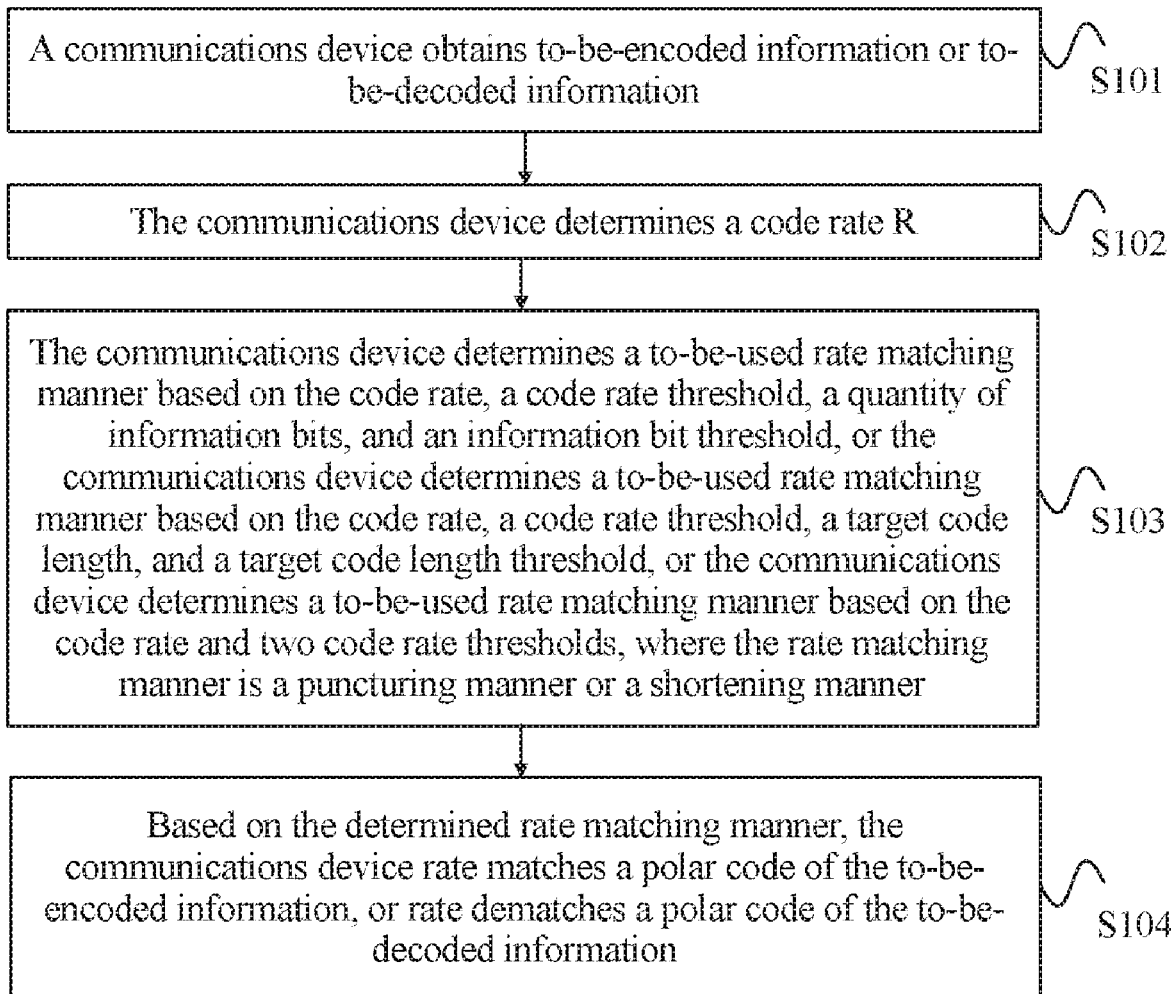 A communications device obtains to-be-encoded information or to-
be-decoded information
S101
The communications device determines a code rate R
S102
The communications device determines a to-be-used rate matching
manner based on the code rate, a code rate threshold, a quantity of
information bits, and an information bit threshold, or the
communications device determines a to-be-used rate matching
manner based on the code rate, a code rate threshold, a target code
length, and a target code length threshold, or the communications
device determines a to-be-used rate matching manner based on the
code rate and two code rate thresholds, where the rate matching
manner is a puncturing manner or a shortening manner
S103
Based on the determined rate matching manner, the
communications device rate matches a polar code of the to-be-
encoded information, or rate dematches a polar code of the to-be-
decoded information
S104